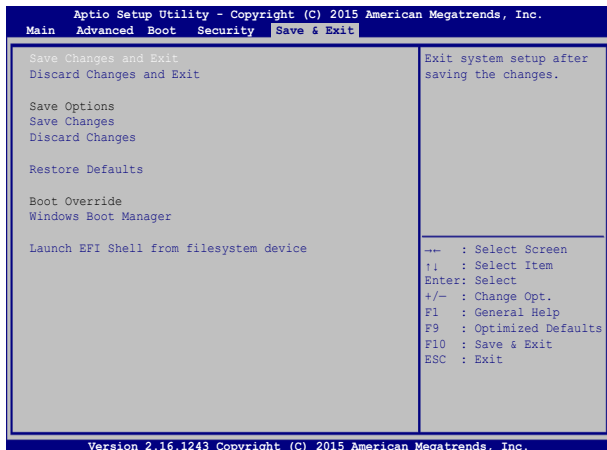 Aptio Setup Utility - Copyright (C) 2015 American Megatrends, Inc.
Main Advanced Boot Security Save & Exit
Save Changes and Exit
Discard Changes and Exit
Save Options
Save Changes
Discard Changes
Restore Defaults
Boot Override
Windows Boot Manager
Launch EFI Shell from filesystem device
Exit system setup after
saving the changes.
→← : Select Screen
↑↓ : Select Item
Enter: Select
+/— : Change Opt.
F1 : General Help
F9 : Optimized Defaults
F10 : Save & Exit
ESC : Exit
Version 2.16.1243 Copyright (C) 2015 American Megatrends, Inc.